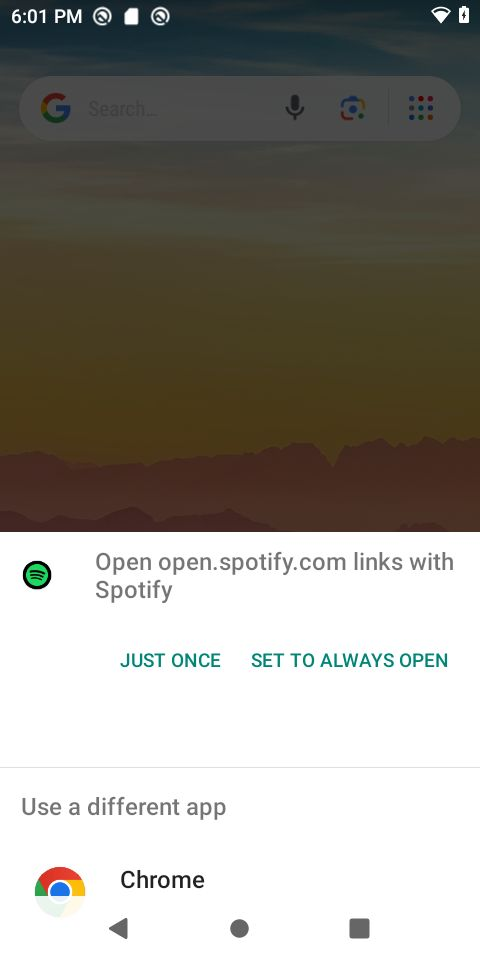 6:01 PM
Search...
Open open.spotify.com links with
Spotify
JUST ONCE SET TO ALWAYS OPEN
Use a different app
Chrome